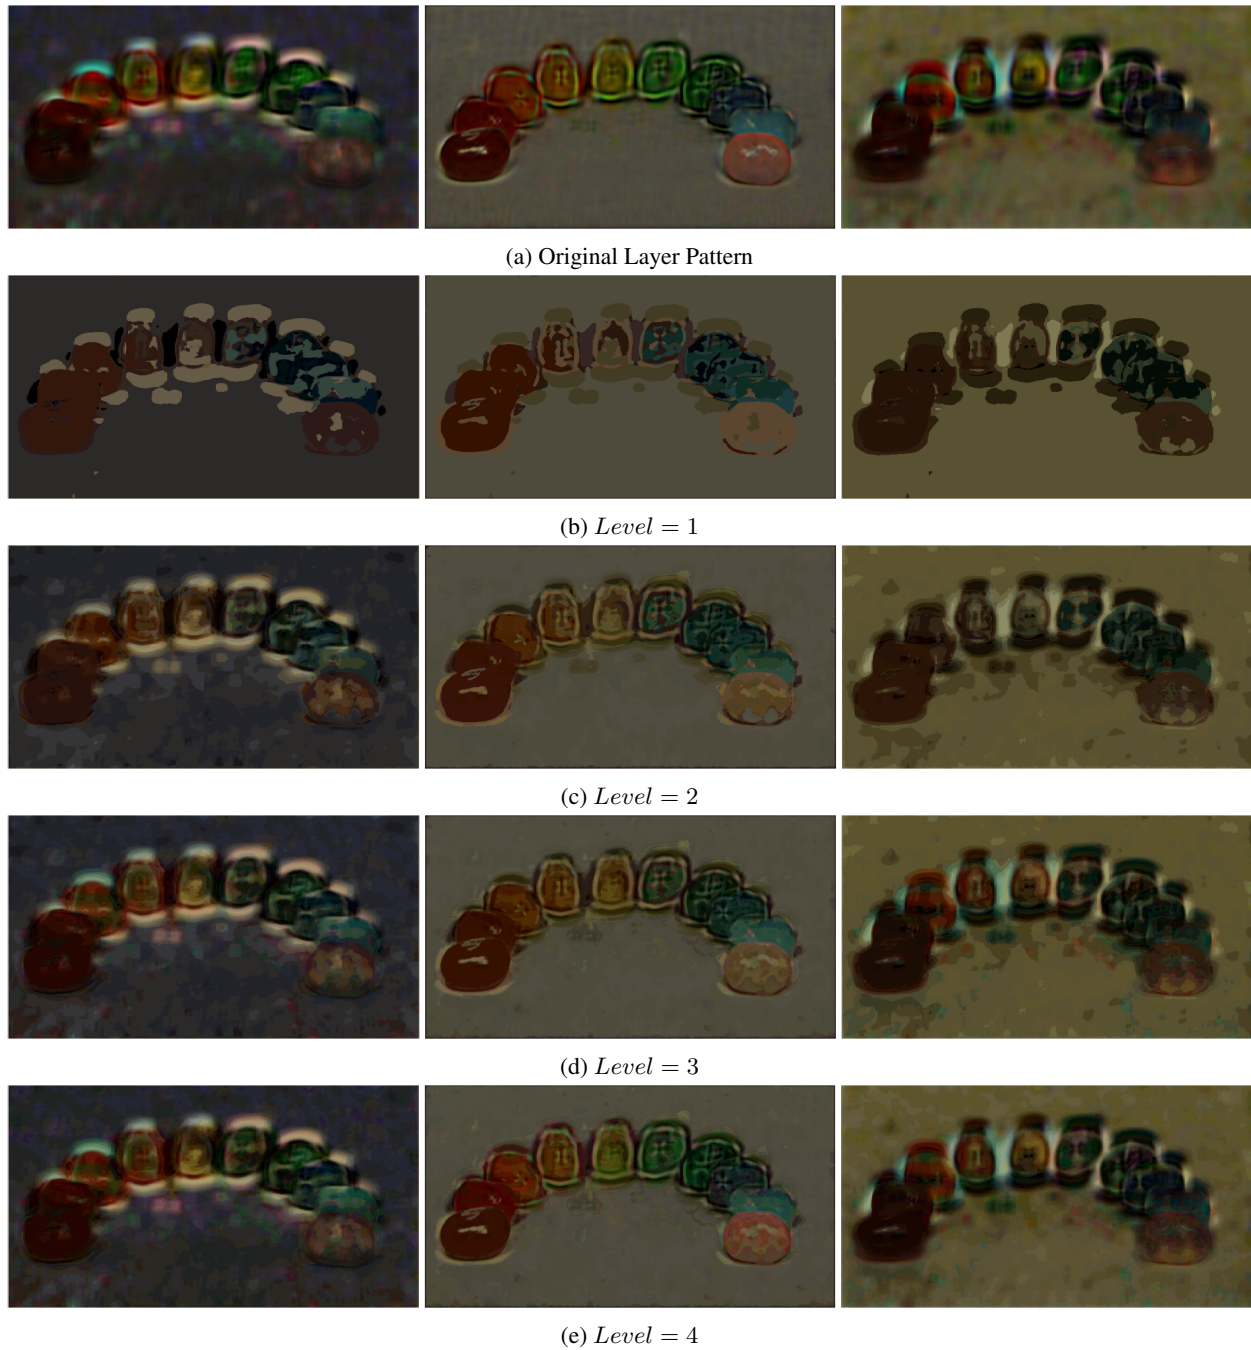 (a) Original Layer Pattern
(b) Level = 1
(c) Level = 2
(d) Level = 3
(e) Level = 4